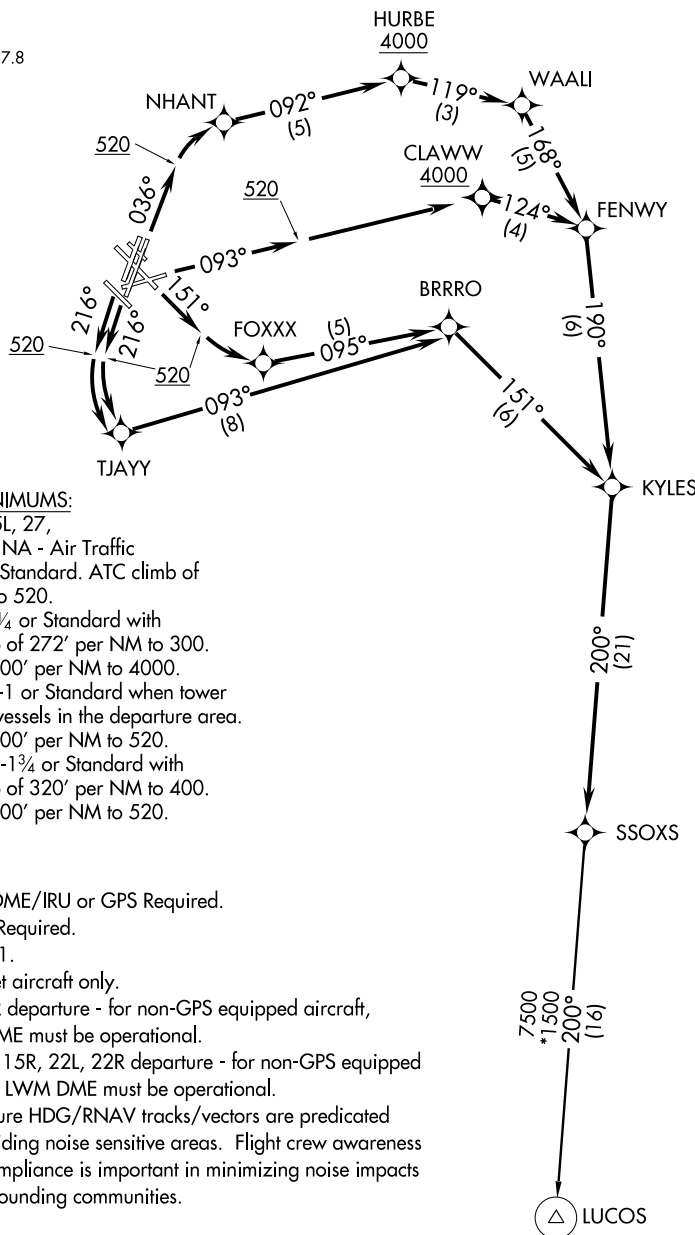 7.8
HURBE
4000
NHANT
092°
(5)
119°
(3)
WAALI
520
036°
CLAWW
4000
168°
(5)
520
124°
(4)
FENWY
093°
151°
BRRRO
216°
216°
FOXXX
(5)
095°
190°
(6)
520
520
093°
(8)
151°
(6)
TJAYY
KYLES
NIMUMS:
5L, 27,
NA - Air Traffic
Standard. ATC climb of
o 520.
¼ or Standard with
of 272' per NM to 300.
00' per NM to 4000.
-1 or Standard when tower
vessels in the departure area.
00' per NM to 520.
-1¾ or Standard with
of 320' per NM to 400.
00' per NM to 520.
200°
(21)
SSOXS
DME/IRU or GPS Required.
Required.
1.
et aircraft only.
departure - for non-GPS equipped aircraft,
ME must be operational.
15R, 22L, 22R departure - for non-GPS equipped
LWM DME must be operational.
ure HDG/RNAV tracks/vectors are predicated
iding noise sensitive areas. Flight crew awareness
mpliance is important in minimizing noise impacts
ounding communities.
7500
*1500
200°
(16)
LUCOS